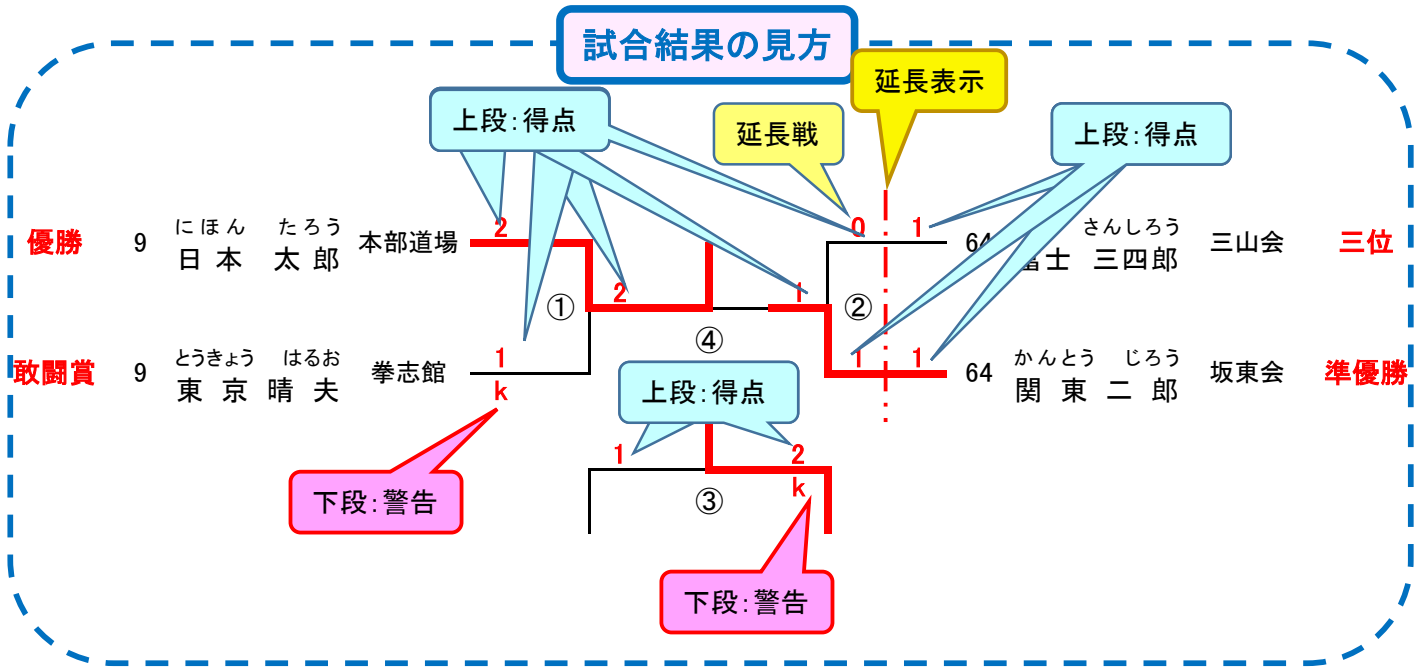 試合結果の見方
延長表示
上段：得点
延長戦
上段：得点
優勝 9 にほん たろう 日本 太郎 本部道場 2
0 1 64 さんしろう 士 三四郎 三山会 三位
① 2 1 ②
④
敢闘賞 9 とうきょう はるお 東京 晴夫 拳志館 1
k
1 1 64 かんとう じろう 関東二郎 坂東会 準優勝
上段：得点
1 2
k
③
下段：警告
下段：警告